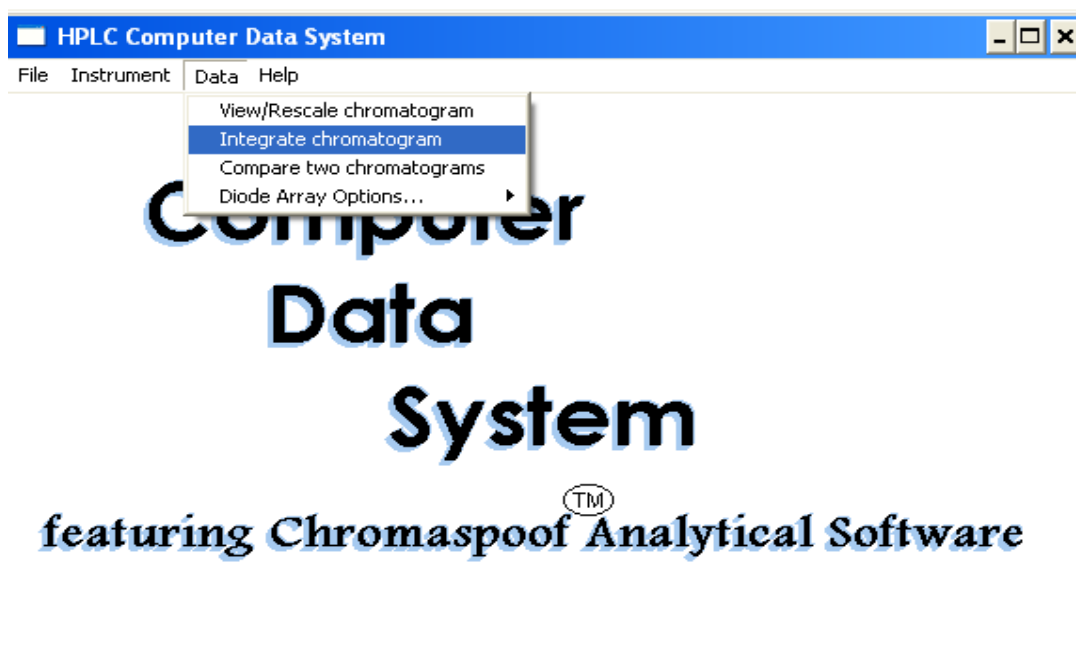 HPLC Computer Data System
File Instrument Data Help
View/Rescale chromatogram
Integrate chromatogram
Compare two chromatograms
Diode Array Options...
Computer
Data
System
featuring Chromaspoof TM Analytical Software